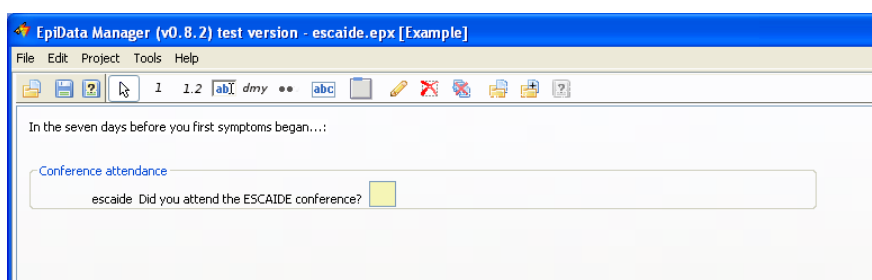 EpiData Manager (v0.8.2) test version - escaide.epx [Example]
File Edit Project Tools Help
1 1.2 ab dmy abc
In the seven days before you first symptoms began...:
Conference attendance
escaide Did you attend the ESCAIDE conference?